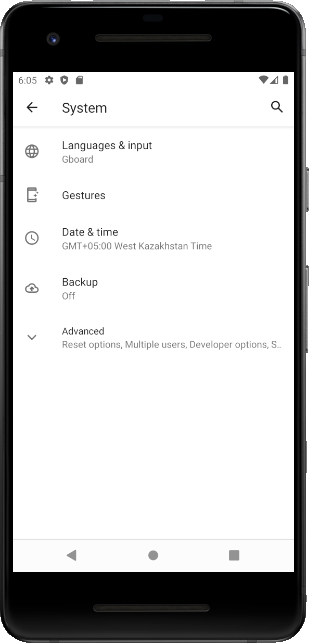 6:05
System
Languages & input
Gboard
Gestures
Date & time
GMT+05:00 West Kazakhstan Time
Backup
Off
Advanced
Reset options, Multiple users, Developer options, S..